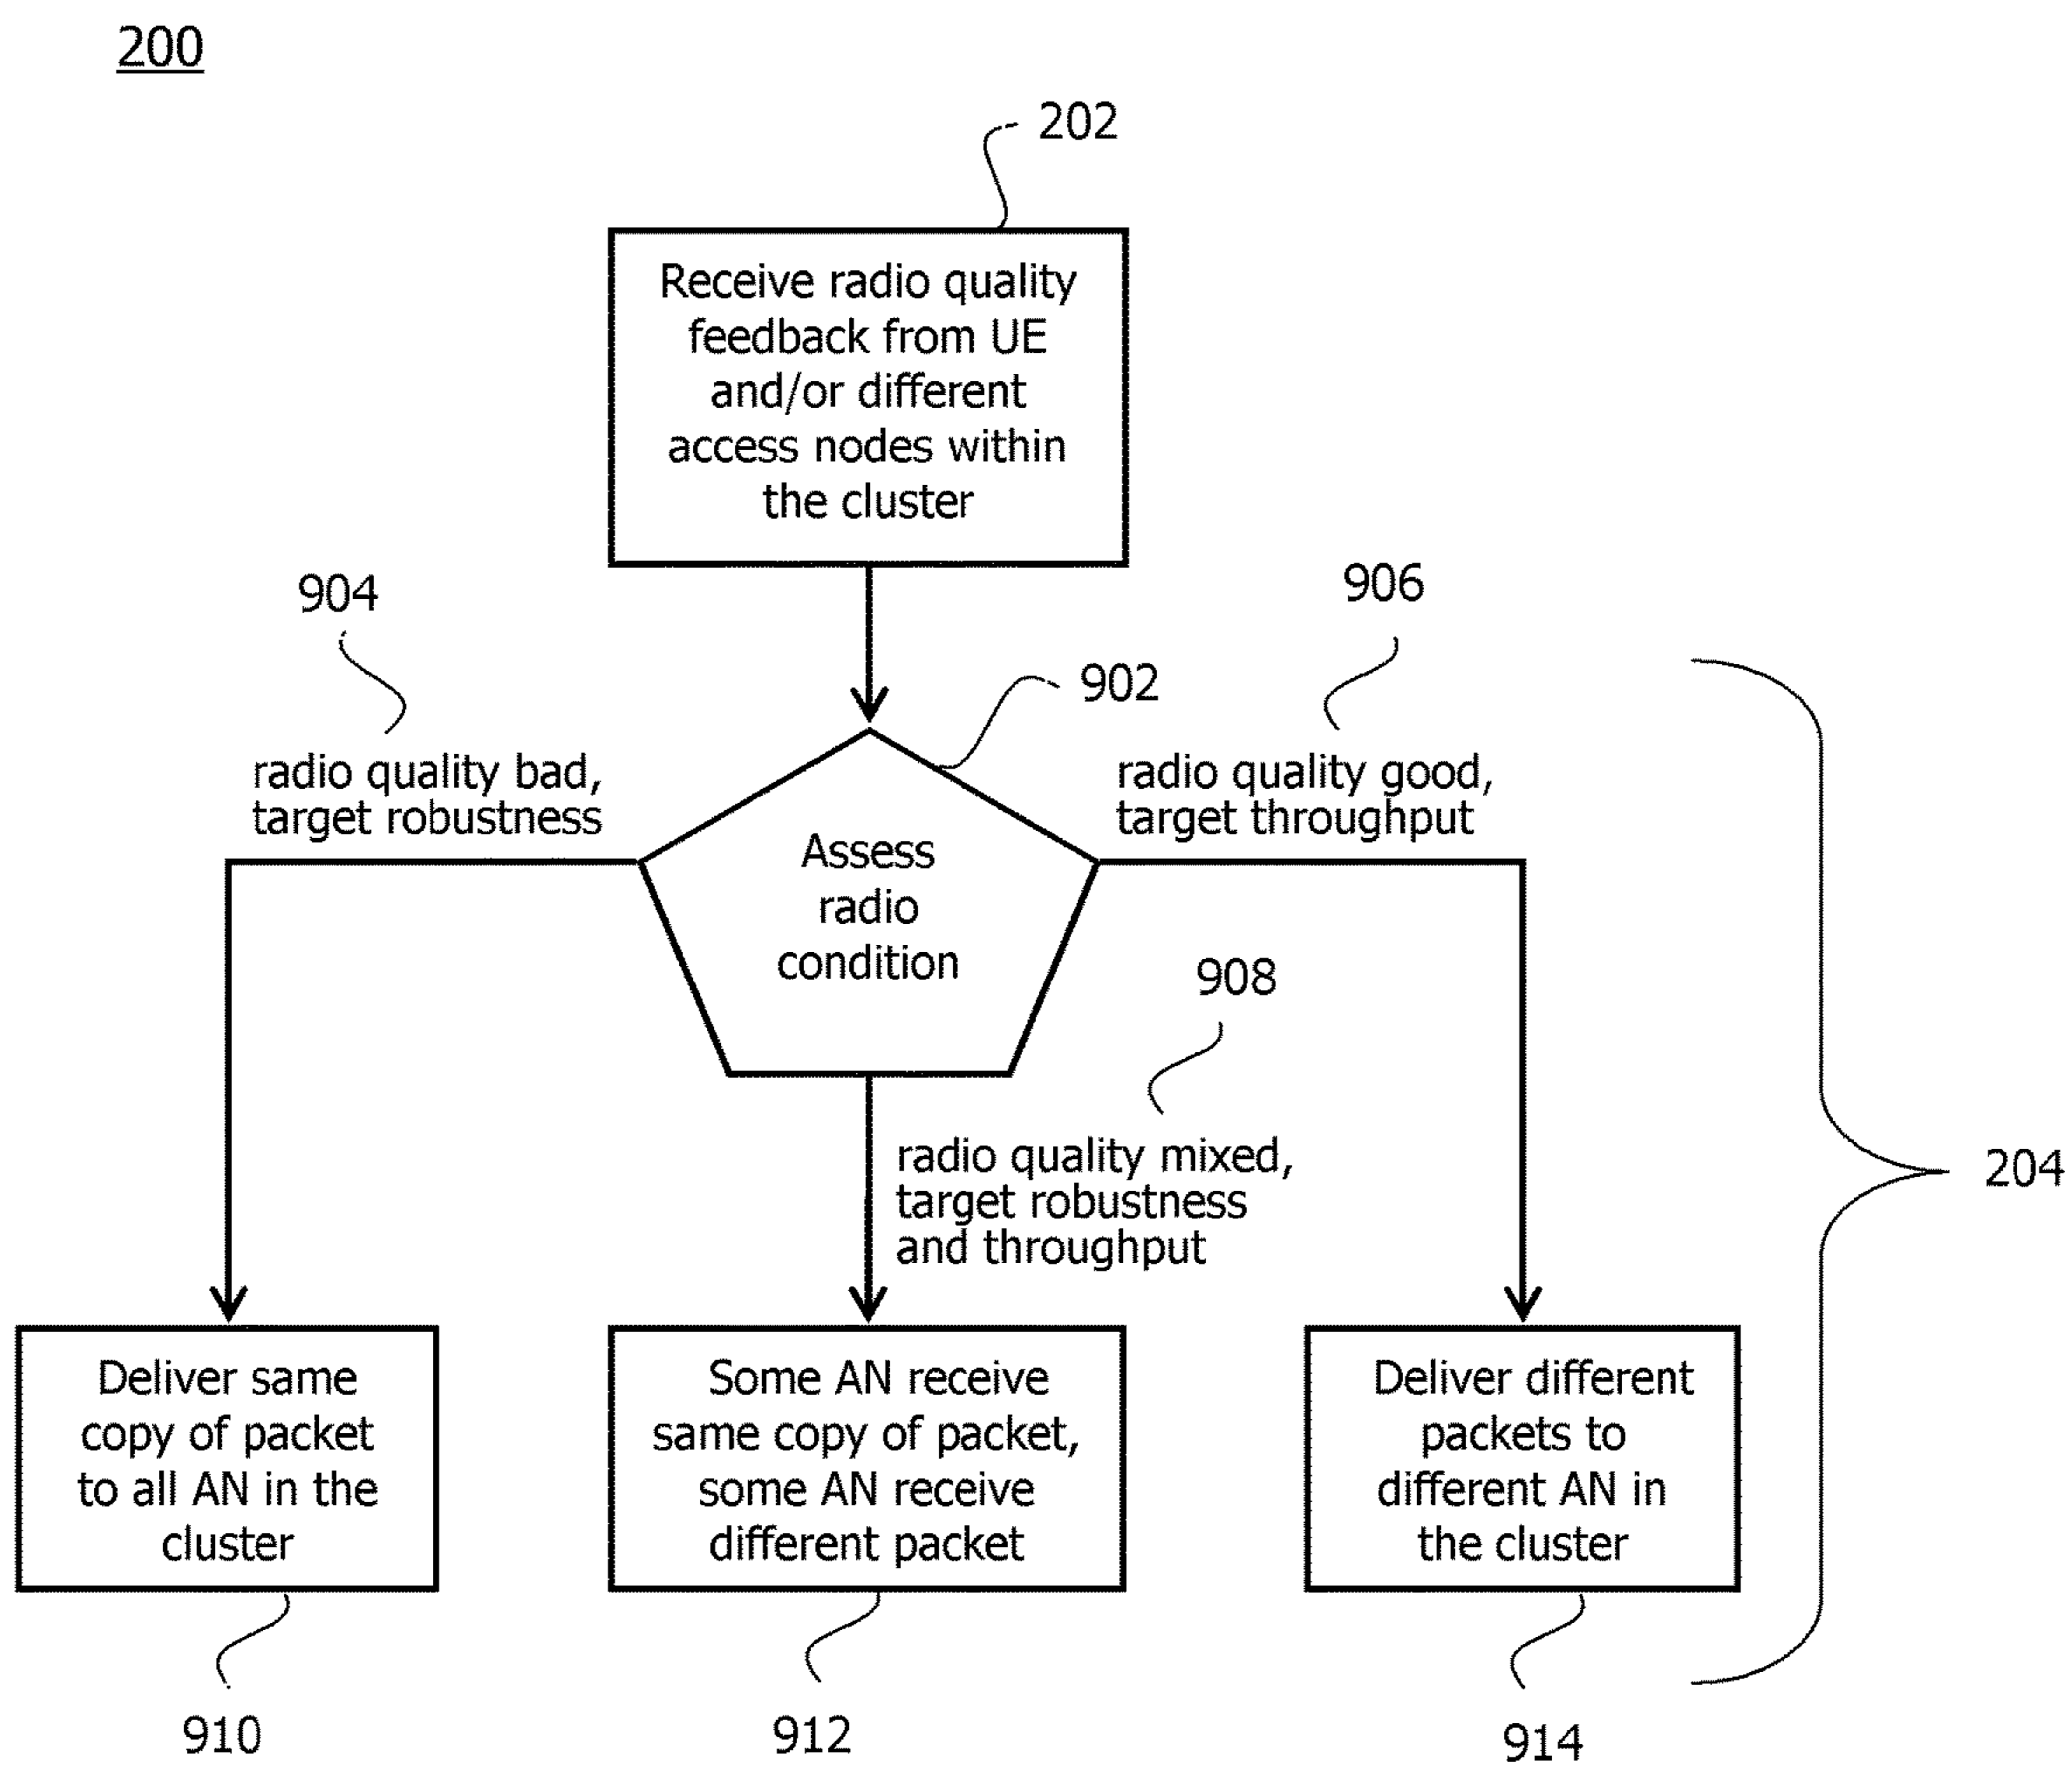 200
202
Receive radio quality
feedback from UE
and/or different
access nodes within
the cluster
904
906
902
radio quality bad,
target robustness
radio quality good,
target throughput
Assess
radio
condition
908
radio quality mixed,
target robustness
and throughput
204
Deliver same
copy of packet
to all AN in the
cluster
Some AN receive
same copy of packet,
some AN receive
different packet
Deliver different
packets to
different AN in
the cluster
910
912
914